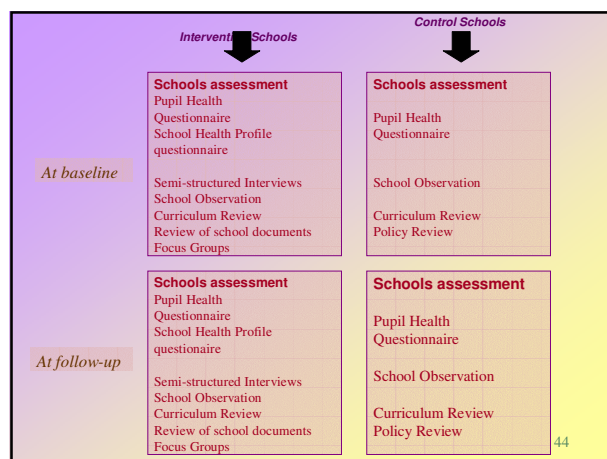 Intervention Schools
Control Schools
At baseline
Schools assessment
Pupil Health
Questionnaire
School Health Profile
questionnaire
Semi-structured Interviews
School Observation
Curriculum Review
Review of school documents
Focus Groups
Schools assessment
Pupil Health
Questionnaire
School Observation
Curriculum Review
Policy Review
At follow-up
Schools assessment
Pupil Health
Questionnaire
School Health Profile
questionaire
Semi-structured Interviews
School Observation
Curriculum Review
Review of school documents
Focus Groups
Schools assessment
Pupil Health
Questionnaire
School Observation
Curriculum Review
Policy Review
44